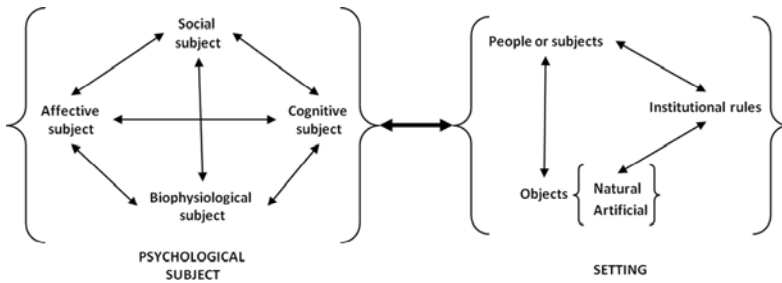 Social
subject
Affective
subject
Cognitive
subject
Biophysiological
subject
PSYCHOLOGICAL
SUBJECT
People or subjects
Institutional rules
Objects
Natural
Artificial
SETTING